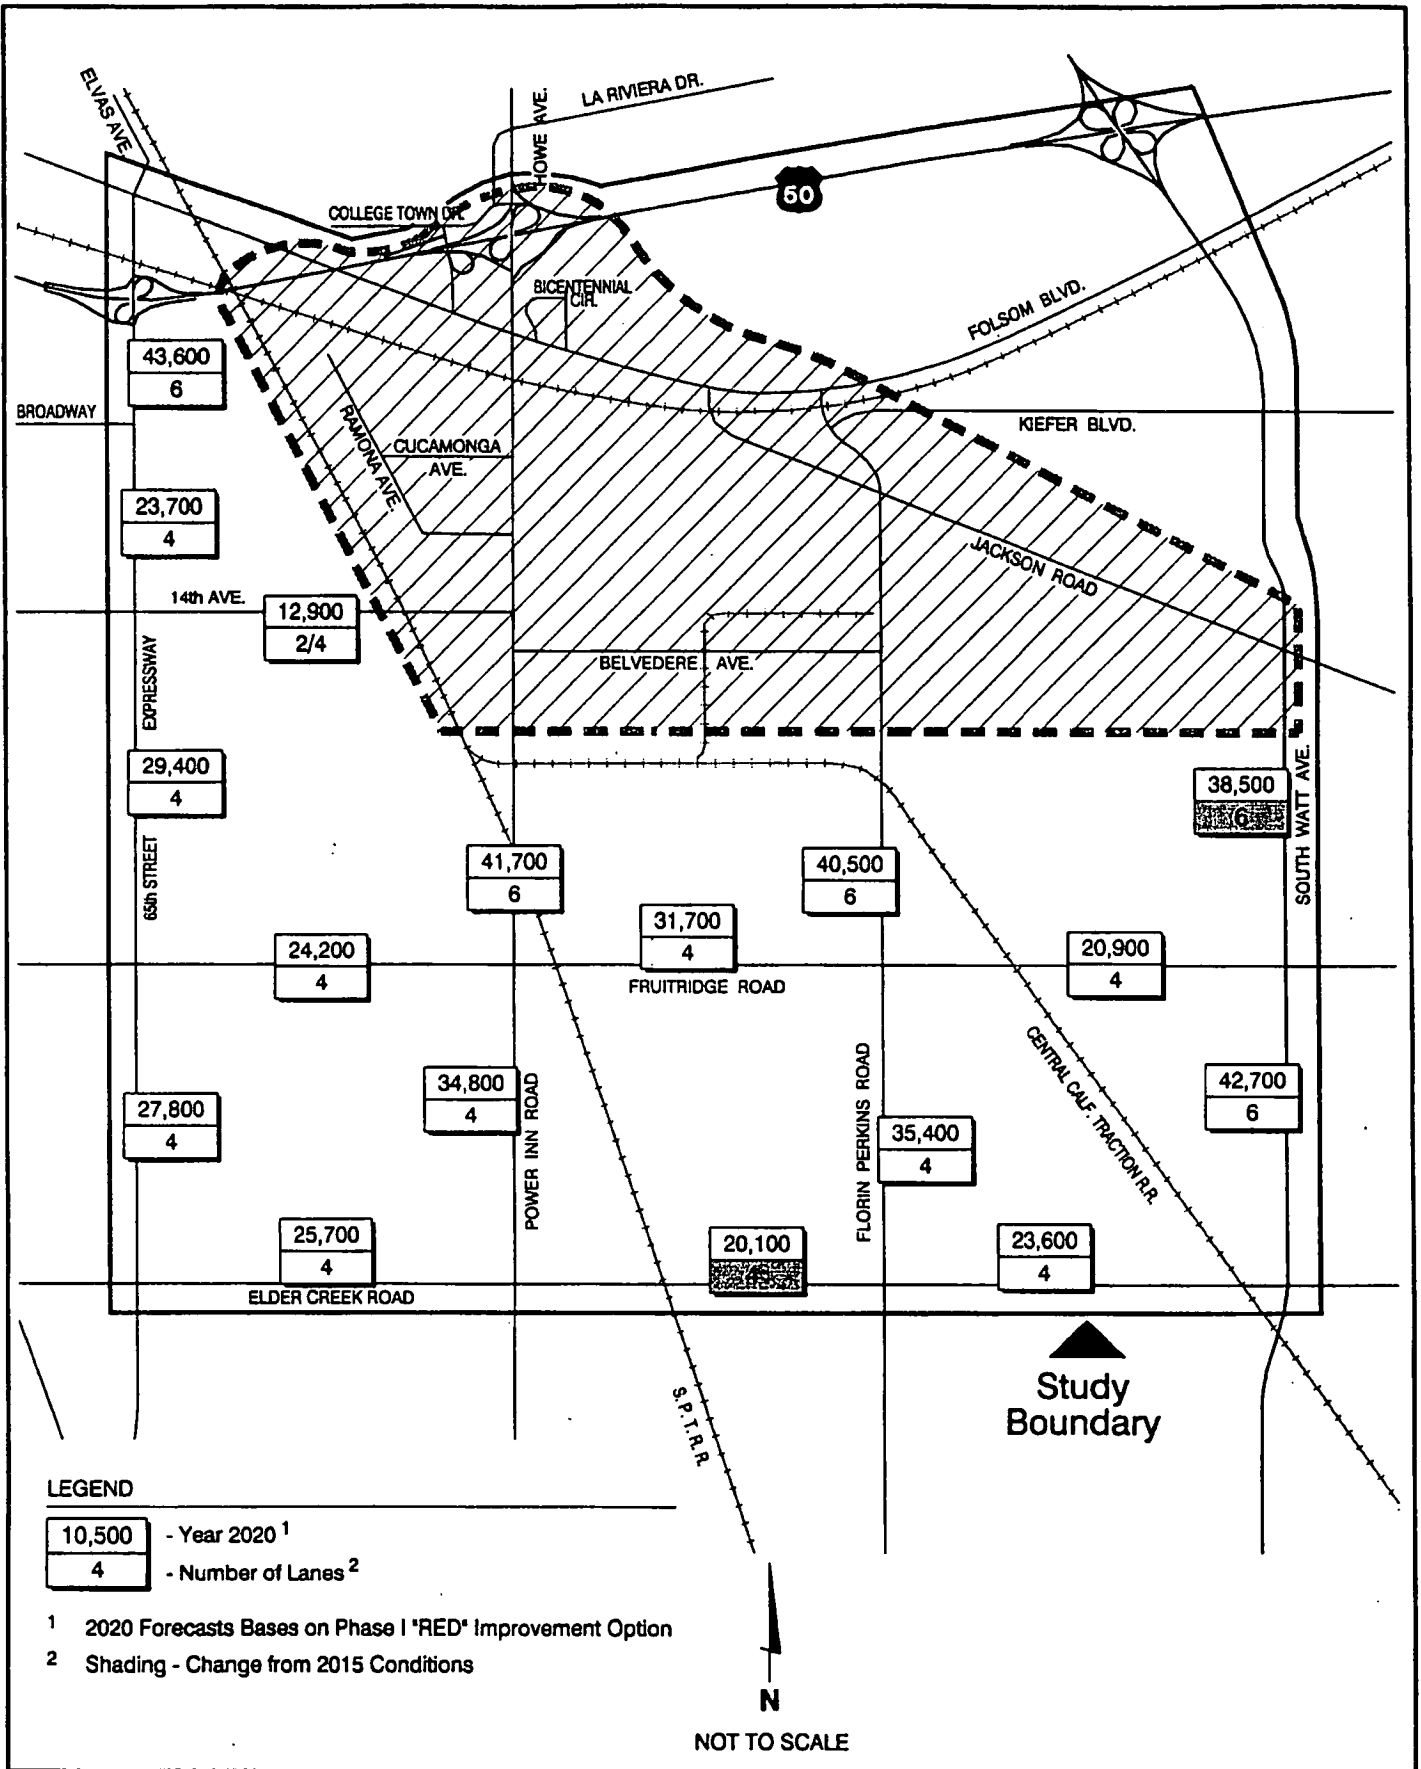 ELVAS AVE.
HOWE AVE.
LA RIVIERA DR.
50
COLLEGE TOWN DR.
BICENTENNIAL
CIR.
FOLSOM BLVD.
43,600
6
BROADWAY
KIEFER BLVD.
RAMONA AVE.
CUCAMONGA
AVE.
23,700
4
JACKSON ROAD
14th AVE.
12,900
2/4
BELVEDERE AVE.
EXPRESSWAY
29,400
4
38,500
6
SOUTH WATT AVE.
65th STREET
41,700
6
40,500
6
31,700
4
24,200
4
20,900
4
FRUITRIDGE ROAD
CENTRAL CALF. TRACTION R.R.
34,800
4
POWER INN ROAD
FLORIN PERKINS ROAD
42,700
6
27,800
4
35,400
4
25,700
4
20,100
23,600
4
ELDER CREEK ROAD
Study
Boundary
S.P.T.R.R.
LEGEND
10,500 - Year 2020 1
4 - Number of Lanes 2
1 2020 Forecasts Bases on Phase I "RED" Improvement Option
2 Shading - Change from 2015 Conditions
N
NOT TO SCALE